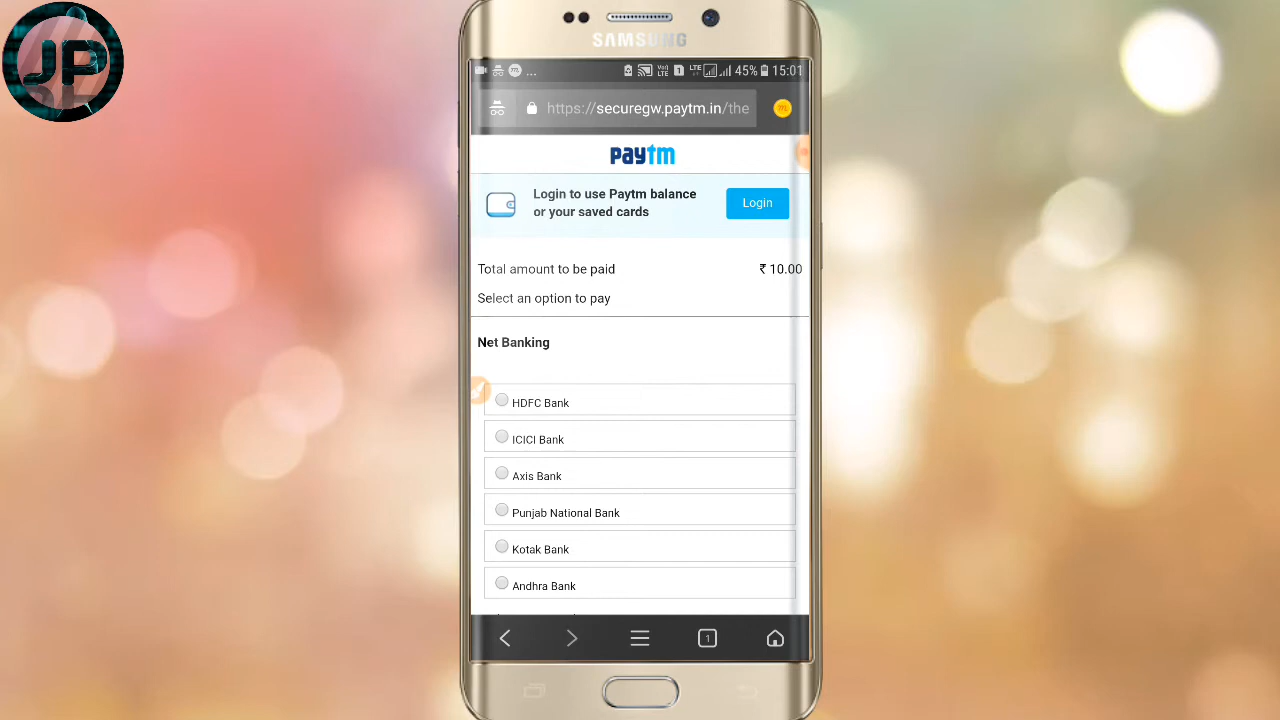 JP
SAMSUNG
... 1 45% 15:01
https://securegw.paytm.in/the
paytm
Login to use Paytm balance
or your saved cards
Login
Total amount to be paid ₹ 10.00
Select an option to pay
Net Banking
HDFC Bank
ICICI Bank
Axis Bank
Punjab National Bank
Kotak Bank
Andhra Bank
1